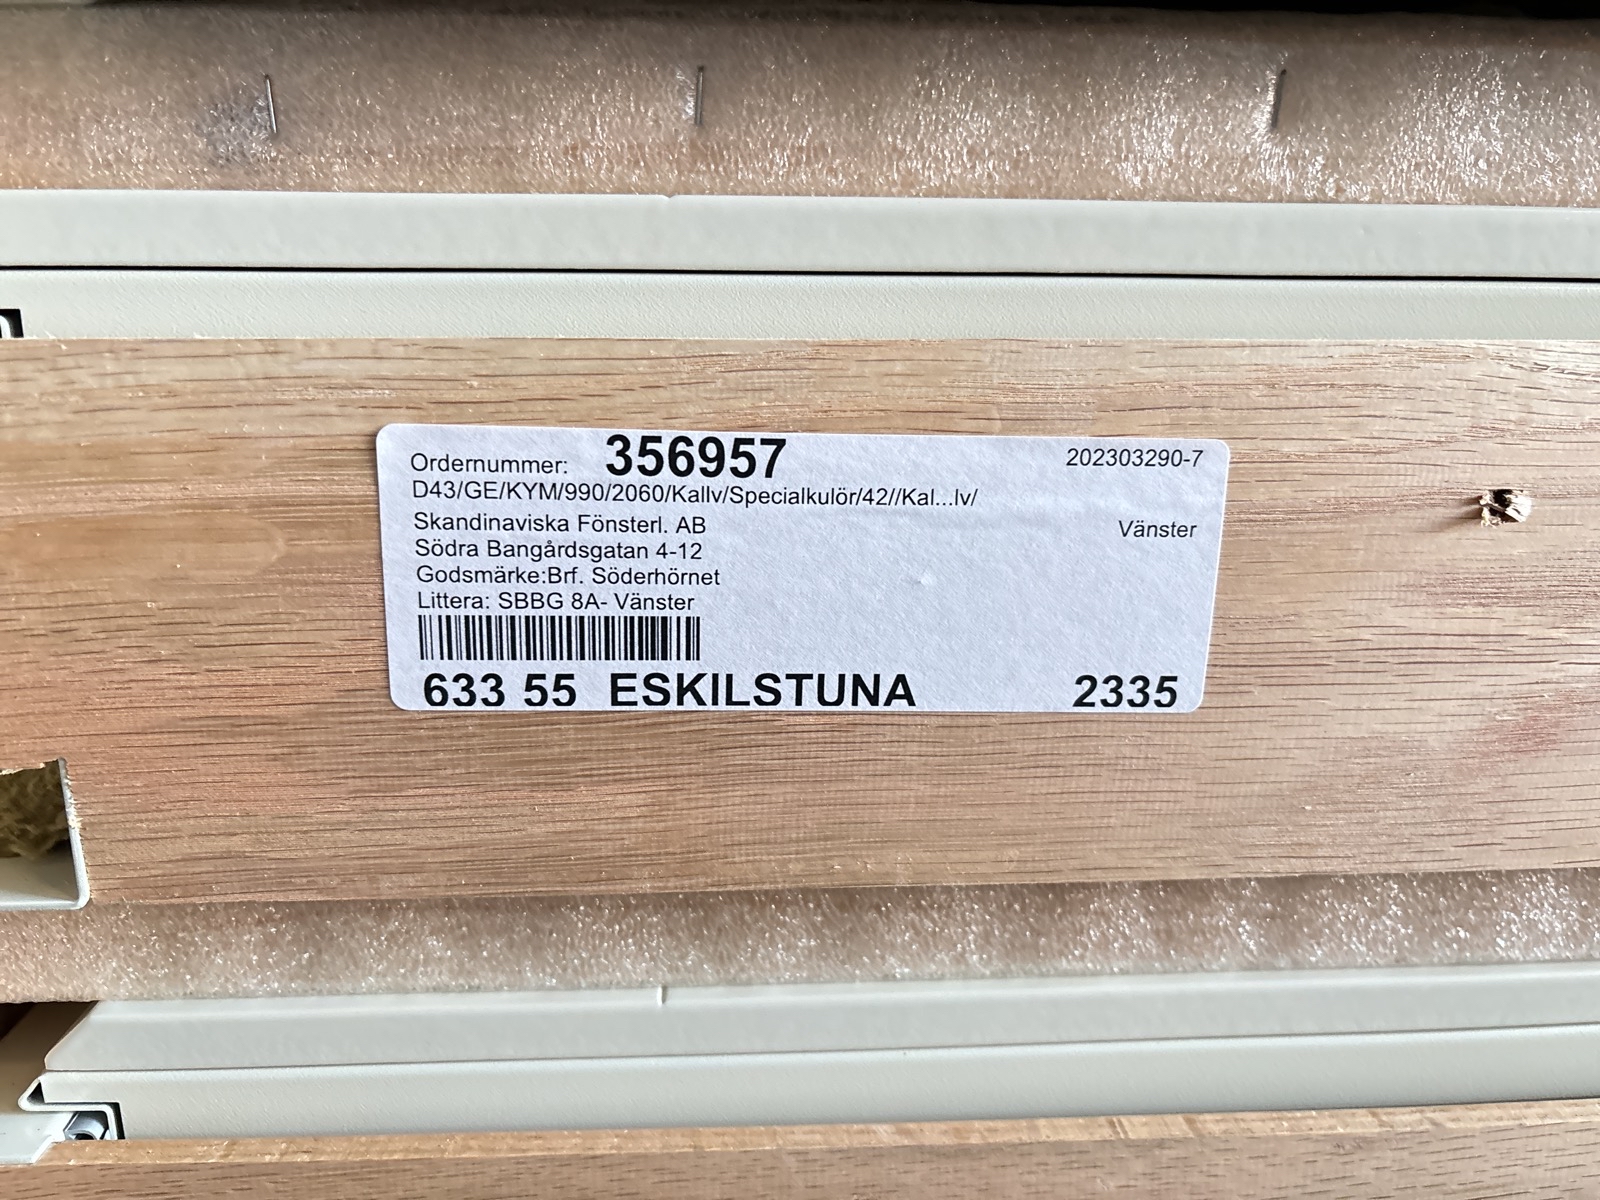 Ordernummer: 356957 202303290-7
D43/GE/KYM/990/2060/Kallv/Specialkulör/42//Kal...lv/
Skandinaviska Fönsterl. AB Vänster
Södra Bangårdsgatan 4-12
Godsmärke:Brf. Söderhörnet
Littera: SBBG 8A- Vänster
633 55 ESKILSTUNA 2335